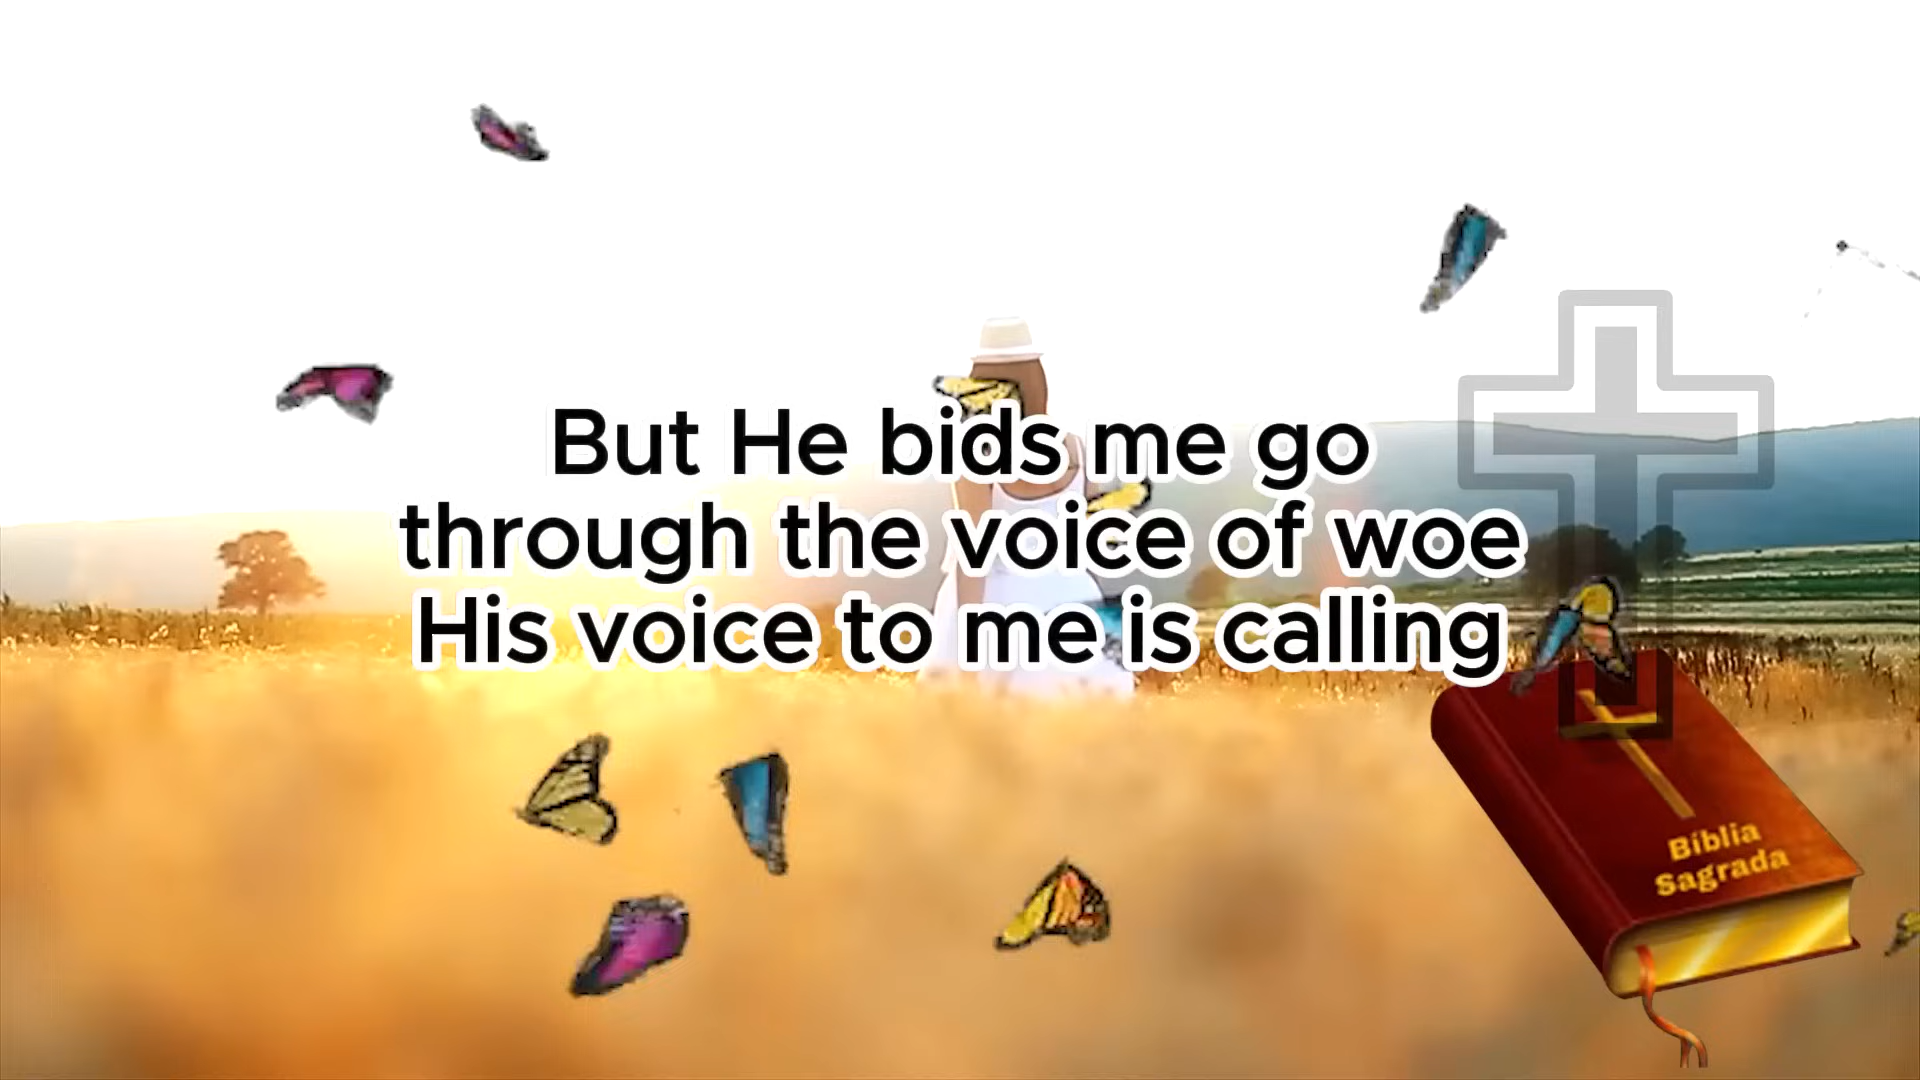 But He bids me go
through the voice of woe
His voice to me is calling
Bíblia
Sagrada